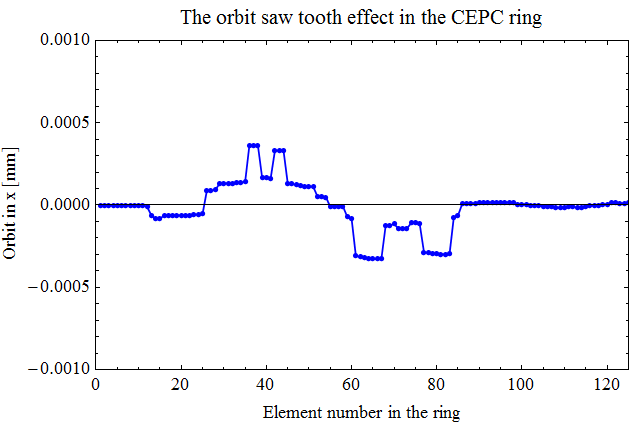 The orbit saw tooth effect in the CEPC ring
0.0010
0.0005
0.0000
−0.0005
−0.0010
Orbit in x [mm]
0 20 40 60 80 100 120
Element number in the ring